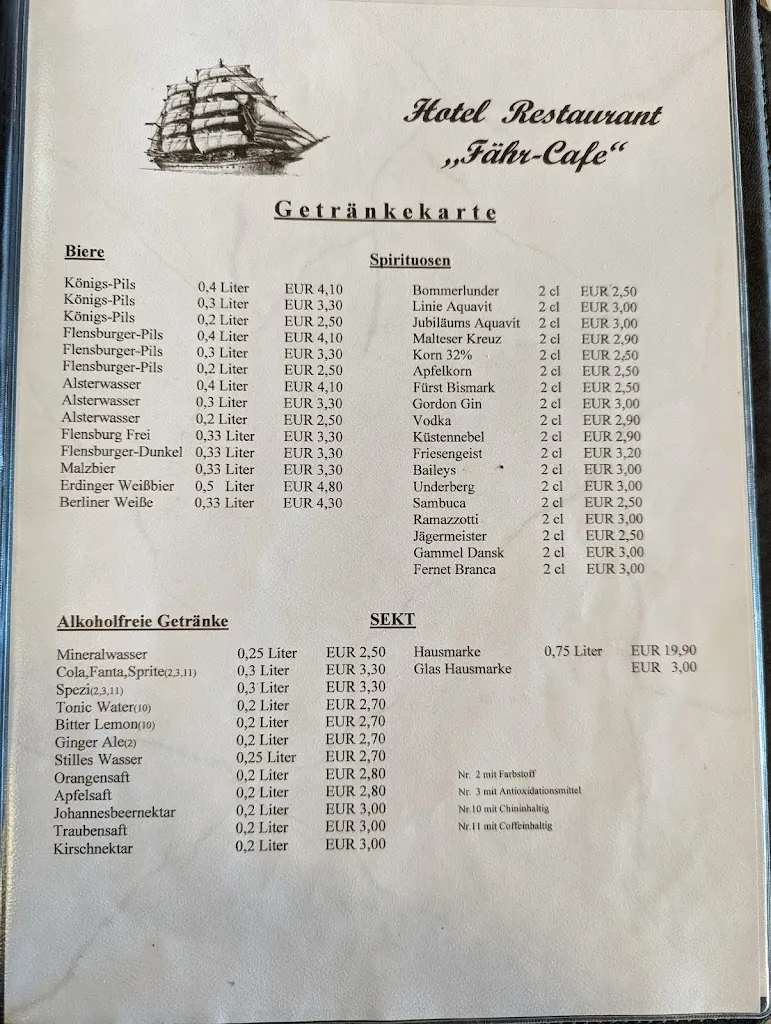 Hotel Restaurant
„Fähr-Cafe“
Getränkekarte
Biere
Königs-Pils 0,4 Liter EUR 4,10
Königs-Pils 0,3 Liter EUR 3,30
Königs-Pils 0,2 Liter EUR 2,50
Flensburger-Pils 0,4 Liter EUR 4,10
Flensburger-Pils 0,3 Liter EUR 3,30
Flensburger-Pils 0,2 Liter EUR 2,50
Alsterwasser 0,4 Liter EUR 4,10
Alsterwasser 0,3 Liter EUR 3,30
Alsterwasser 0,2 Liter EUR 2,50
Flensburg Frei 0,33 Liter EUR 3,30
Flensburger-Dunkel 0,33 Liter EUR 3,30
Malzbier 0,33 Liter EUR 3,30
Erdinger Weißbier 0,5 Liter EUR 4,80
Berliner Weiße 0,33 Liter EUR 4,30
Spirituosen
Bommerlunder 2 cl EUR 2,50
Linie Aquavit 2 cl EUR 3,00
Jubiläums Aquavit 2 cl EUR 3,00
Malteser Kreuz 2 cl EUR 2,90
Korn 32% 2 cl EUR 2,50
Apfelkorn 2 cl EUR 2,50
Fürst Bismark 2 cl EUR 2,50
Gordon Gin 2 cl EUR 3,00
Vodka 2 cl EUR 2,90
Küstennebel 2 cl EUR 2,90
Friesengeist 2 cl EUR 3,20
Baileys 2 cl EUR 3,00
Underberg 2 cl EUR 3,00
Sambuca 2 cl EUR 2,50
Ramazzotti 2 cl EUR 3,00
Jägermeister 2 cl EUR 2,50
Gammel Dansk 2 cl EUR 3,00
Fernet Branca 2 cl EUR 3,00
Alkoholfreie Getränke
Mineralwasser 0,25 Liter EUR 2,50
Cola,Fanta,Sprite(2,3,11) 0,3 Liter EUR 3,30
Spezi(2,3,11) 0,3 Liter EUR 3,30
Tonic Water(10) 0,2 Liter EUR 2,70
Bitter Lemon(10) 0,2 Liter EUR 2,70
Ginger Ale(2) 0,2 Liter EUR 2,70
Stilles Wasser 0,25 Liter EUR 2,70
Orangensaft 0,2 Liter EUR 2,80
Apfelsaft 0,2 Liter EUR 2,80
Johannesbeernektar 0,2 Liter EUR 3,00
Traubensaft 0,2 Liter EUR 3,00
Kirschnektar 0,2 Liter EUR 3,00
SEKT
Hausmarke 0,75 Liter EUR 19,90
Glas Hausmarke EUR 3,00
Nr. 2 mit Farbstoff
Nr. 3 mit Antioxidationsmittel
Nr.10 mit Chininhaltig
Nr.11 mit Coffeinhaltig